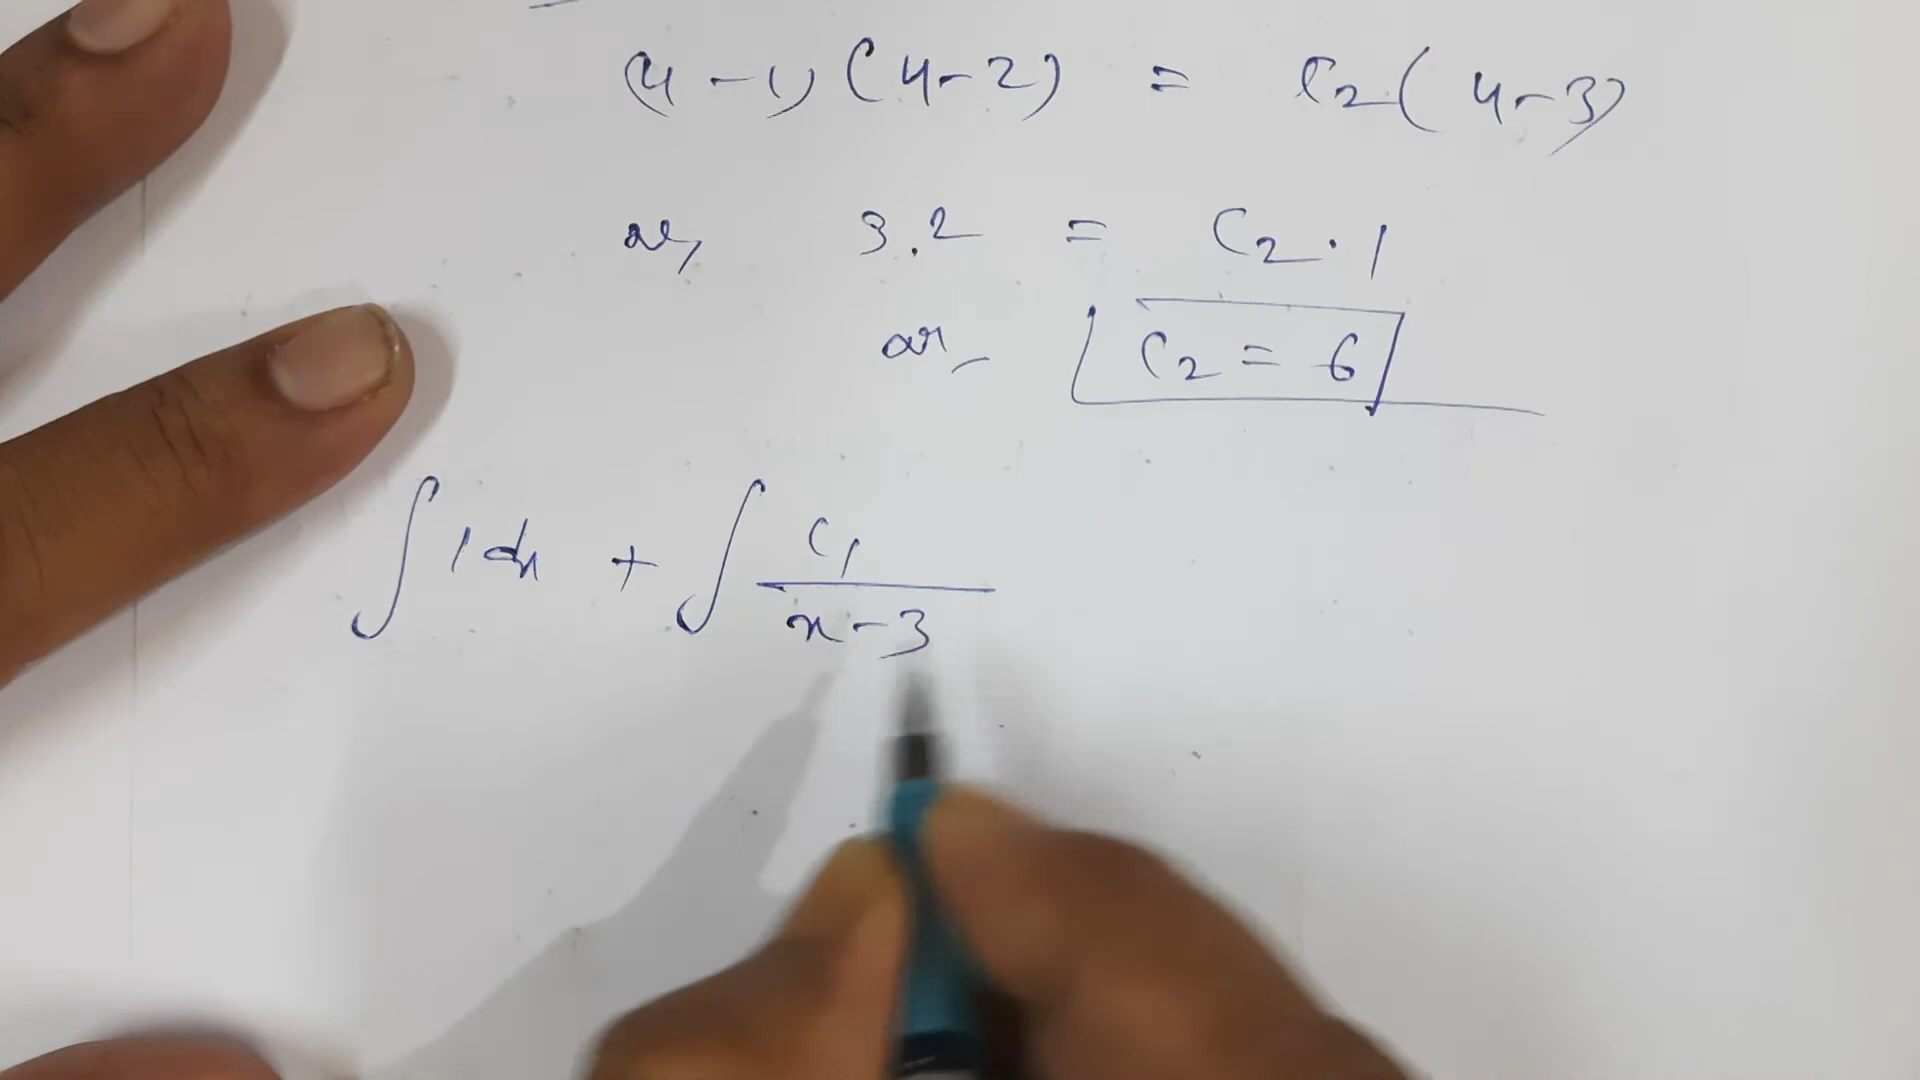 (4-1)(4-2) = C2(4-3)
or, 3.2 = C2.1
or, C2 = 6
∫1dx + ∫ C1
x-3